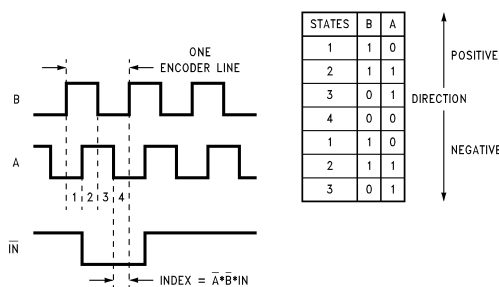 ONE
ENCODER LINE
B
A
1 2 3 4
I̅N̅
INDEX = A̅*B̅*IN
STATES B A
1 1 0
2 1 1
3 0 1
4 0 0
1 1 0
2 1 1
3 0 1
POSITIVE
DIRECTION
NEGATIVE